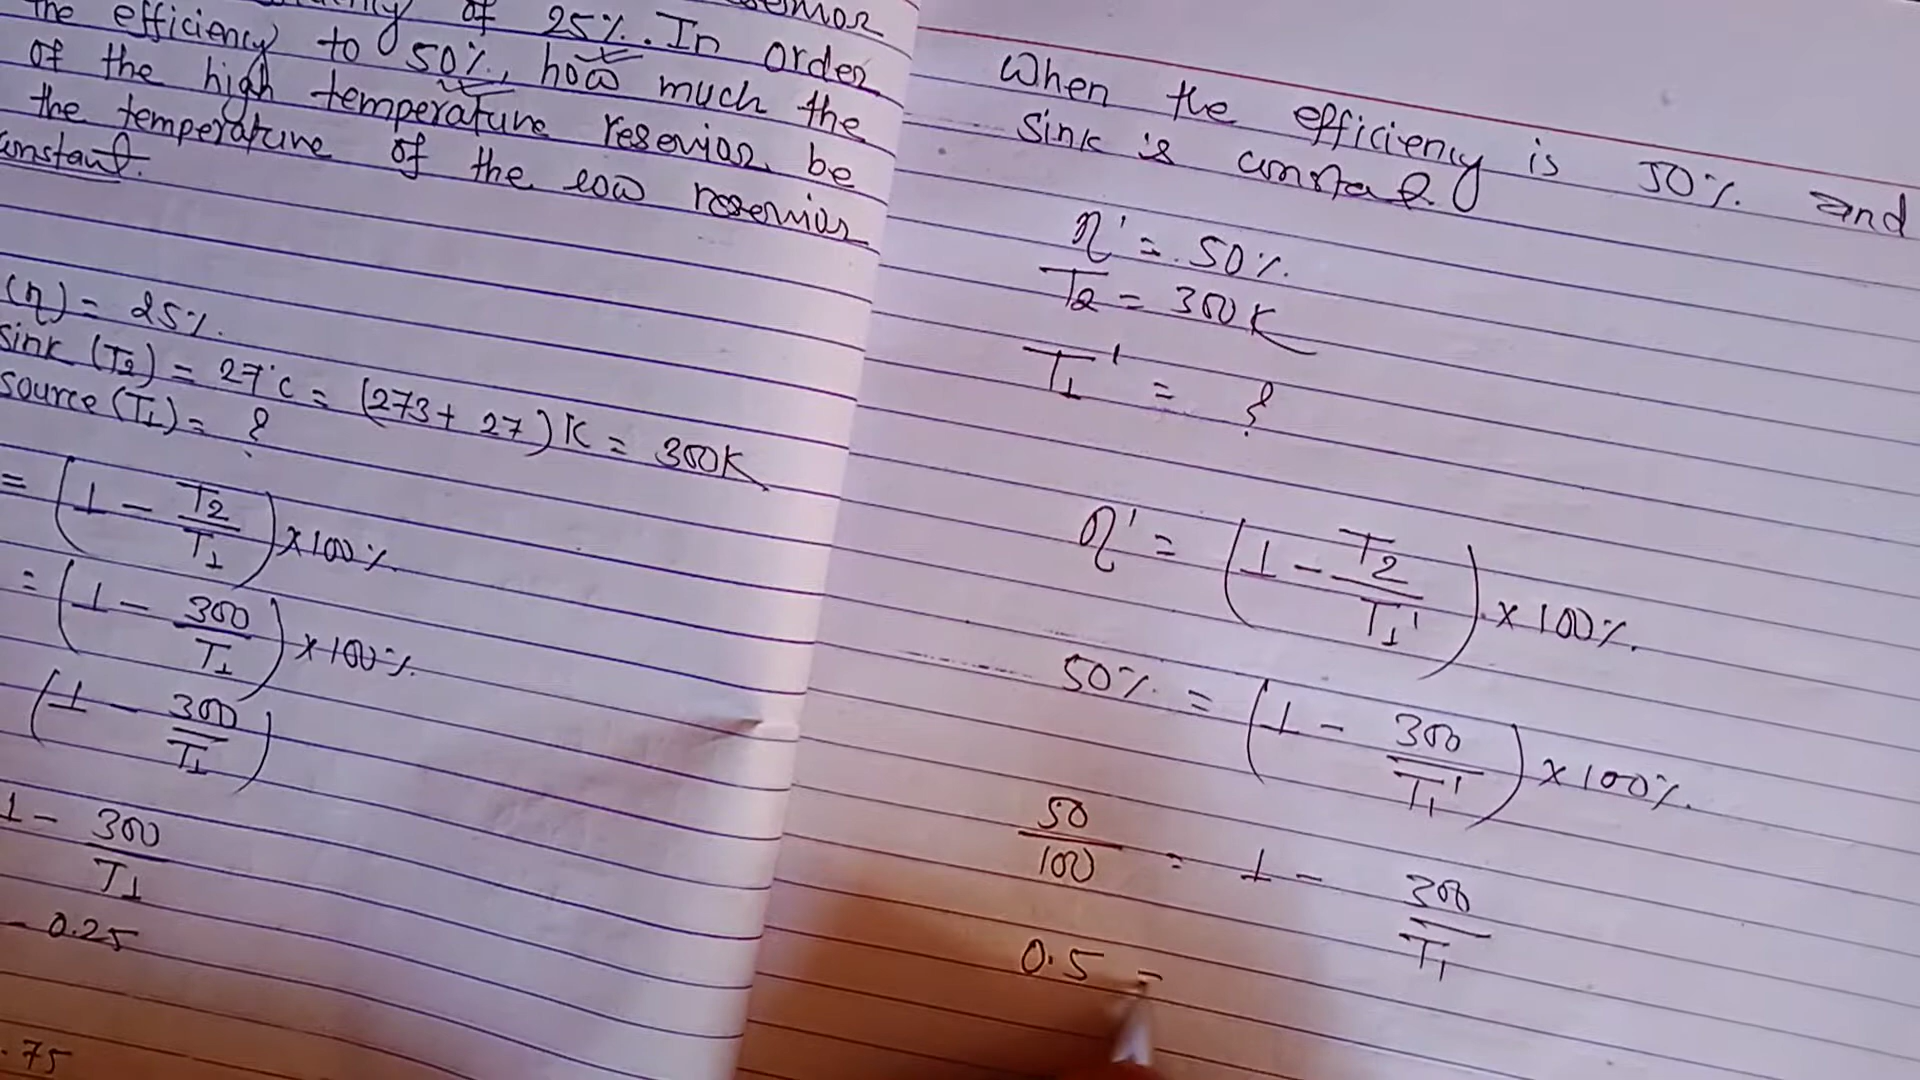 of 25%. In order
the efficiency to 50%, how much the
of the high temperature reservior be
the temperature of the low reservior
constant.
(η) = 25%.
sink (T2) = 27°C = (273+27)K = 300K
source (T1) = ?
= (1 - T2/T1) × 100%.
= (1 - 300/T1) × 100%.
(1 - 300/T1)
1 - 300/T1
- 0.25
.75
When the efficiency is 50%. and
sink is constant
η' = 50%.
T2 = 300K
T1' = ?
η' = (1 - T2/T1') × 100%.
50%. = (1 - 300/T1') × 100%.
50/100 = 1 - 300/T1
0.5 =